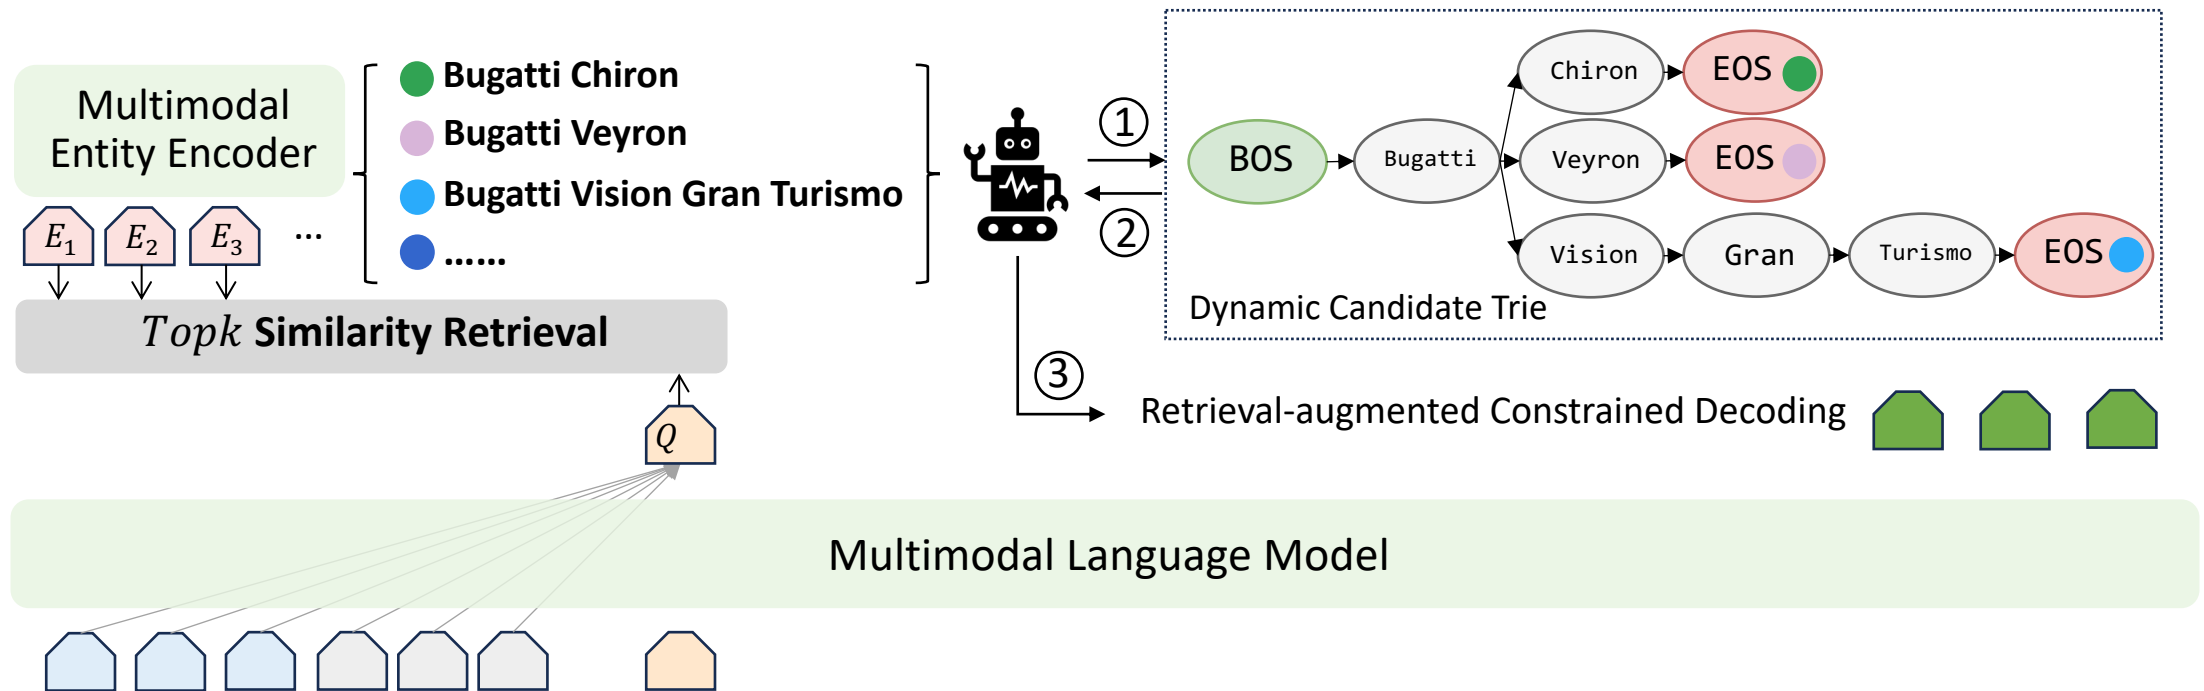 Multimodal
Entity Encoder
E1 E2 E3 ...
Bugatti Chiron
Bugatti Veyron
Bugatti Vision Gran Turismo
......
Topk Similarity Retrieval
Q
1
2
3
BOS
Bugatti
Chiron
EOS
Veyron
EOS
Vision
Gran
Turismo
EOS
Dynamic Candidate Trie
Retrieval-augmented Constrained Decoding
Multimodal Language Model